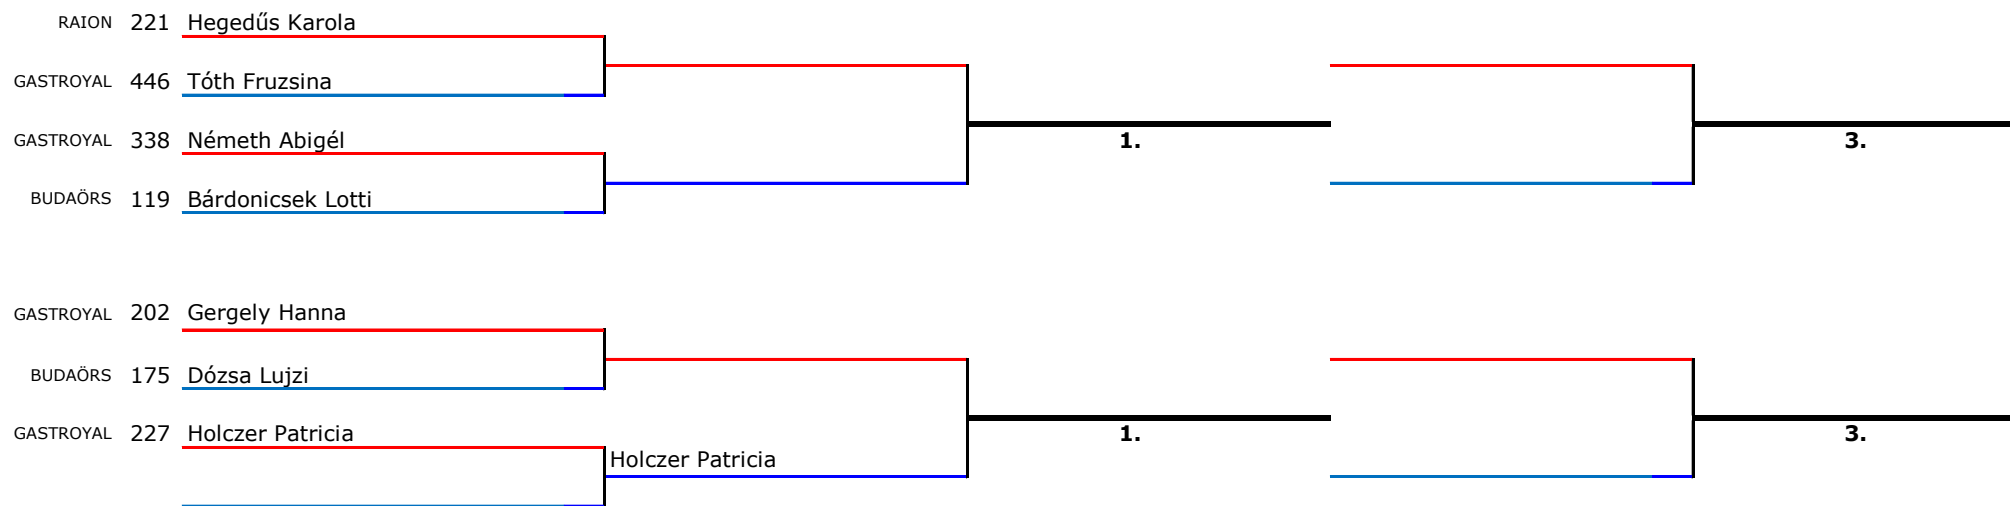 RAION 221 Hegedűs Karola
GASTROYAL 446 Tóth Fruzsina
GASTROYAL 338 Németh Abigél 1. 3.
BUDAÖRS 119 Bárdonicsek Lotti
GASTROYAL 202 Gergely Hanna
BUDAÖRS 175 Dózsa Lujzi
GASTROYAL 227 Holczer Patricia 1. 3.
Holczer Patricia